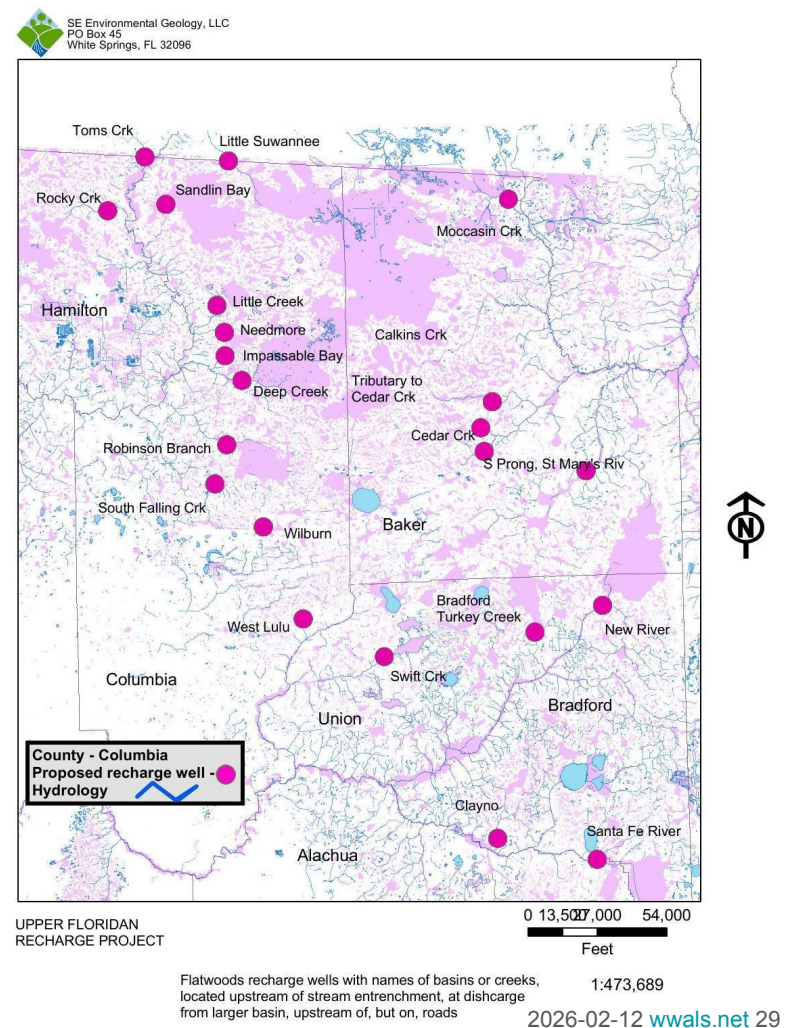 SE Environmental Geology, LLC
PO Box 45
White Springs, FL 32096
Toms Crk
Little Suwannee
Rocky Crk
Sandlin Bay
Moccasin Crk
Hamilton
Little Creek
Needmore
Calkins Crk
Impassable Bay
Deep Creek
Tributary to
Cedar Crk
Cedar Crk
Robinson Branch
S Prong, St Mary's Riv
South Falling Crk
Wilburn
Baker
N
Bradford
Turkey Creek
West Lulu
New River
Swift Crk
Columbia
Union
Bradford
County - Columbia
Proposed recharge well -
Hydrology
Clayno
Santa Fe River
Alachua
UPPER FLORIDAN
RECHARGE PROJECT
0 13,500 27,000 54,000
Feet
Flatwoods recharge wells with names of basins or creeks,
located upstream of stream entrenchment, at dishcarge
from larger basin, upstream of, but on, roads
1:473,689
2026-02-12 wwals.net 29